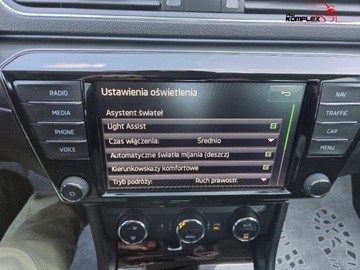 KOMPLEX
RADIO
MEDIA
PHONE
VOICE
Ustawienia oświetlenia
Asystent świateł
Light Assist
Czas włączenia: Średnio
Automatyczne światła mijania (deszcz)
Kierunkowskazy komfortowe
Tryb podróży: Ruch prawostr.
NAV
TRAFFIC
CAR
MENU